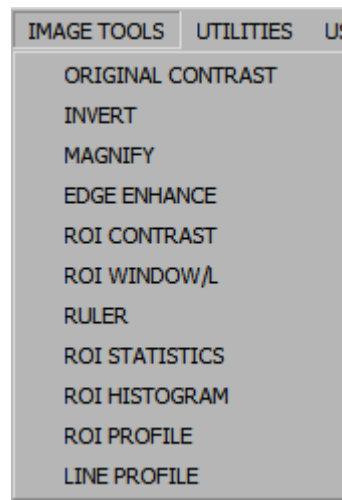 IMAGE TOOLS UTILITIES
ORIGINAL CONTRAST
INVERT
MAGNIFY
EDGE ENHANCE
ROI CONTRAST
ROI WINDOW/L
RULER
ROI STATISTICS
ROI HISTOGRAM
ROI PROFILE
LINE PROFILE